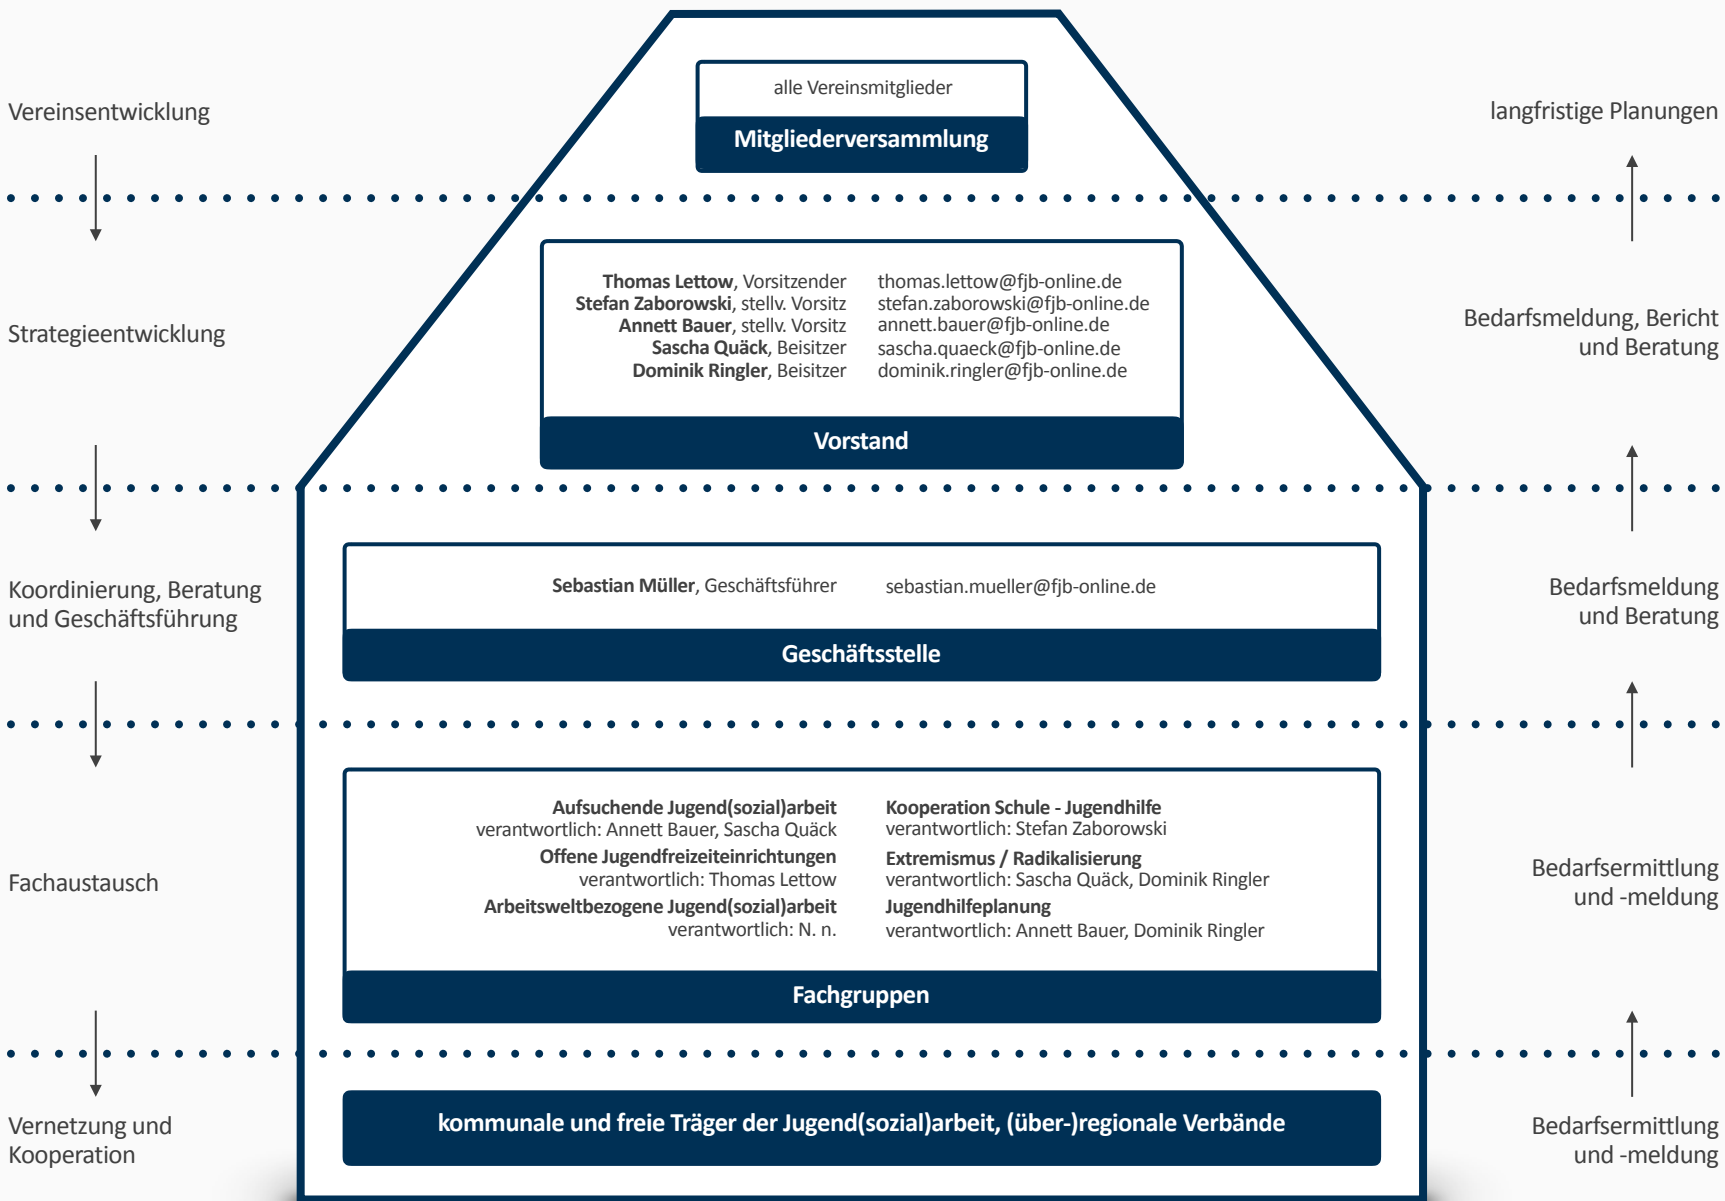 alle Vereinsmitglieder
Mitgliederversammlung
Vereinsentwicklung
langfristige Planungen
Thomas Lettow, Vorsitzender thomas.lettow@fjb-online.de
Stefan Zaborowski, stellv. Vorsitz stefan.zaborowski@fjb-online.de
Annett Bauer, stellv. Vorsitz annett.bauer@fjb-online.de
Sascha Quäck, Beisitzer sascha.quaeck@fjb-online.de
Dominik Ringler, Beisitzer dominik.ringler@fjb-online.de
Vorstand
Strategieentwicklung
Bedarfsmeldung, Bericht
und Beratung
Sebastian Müller, Geschäftsführer sebastian.mueller@fjb-online.de
Geschäftsstelle
Koordinierung, Beratung
und Geschäftsführung
Bedarfsmeldung
und Beratung
Aufsuchende Jugend(sozial)arbeit
verantwortlich: Annett Bauer, Sascha Quäck
Offene Jugendfreizeiteinrichtungen
verantwortlich: Thomas Lettow
Arbeitsweltbezogene Jugend(sozial)arbeit
verantwortlich: N. n.
Kooperation Schule - Jugendhilfe
verantwortlich: Stefan Zaborowski
Extremismus / Radikalisierung
verantwortlich: Sascha Quäck, Dominik Ringler
Jugendhilfeplanung
verantwortlich: Annett Bauer, Dominik Ringler
Fachgruppen
Fachaustausch
Bedarfsermittlung
und -meldung
kommunale und freie Träger der Jugend(sozial)arbeit, (über-)regionale Verbände
Vernetzung und
Kooperation
Bedarfsermittlung
und -meldung